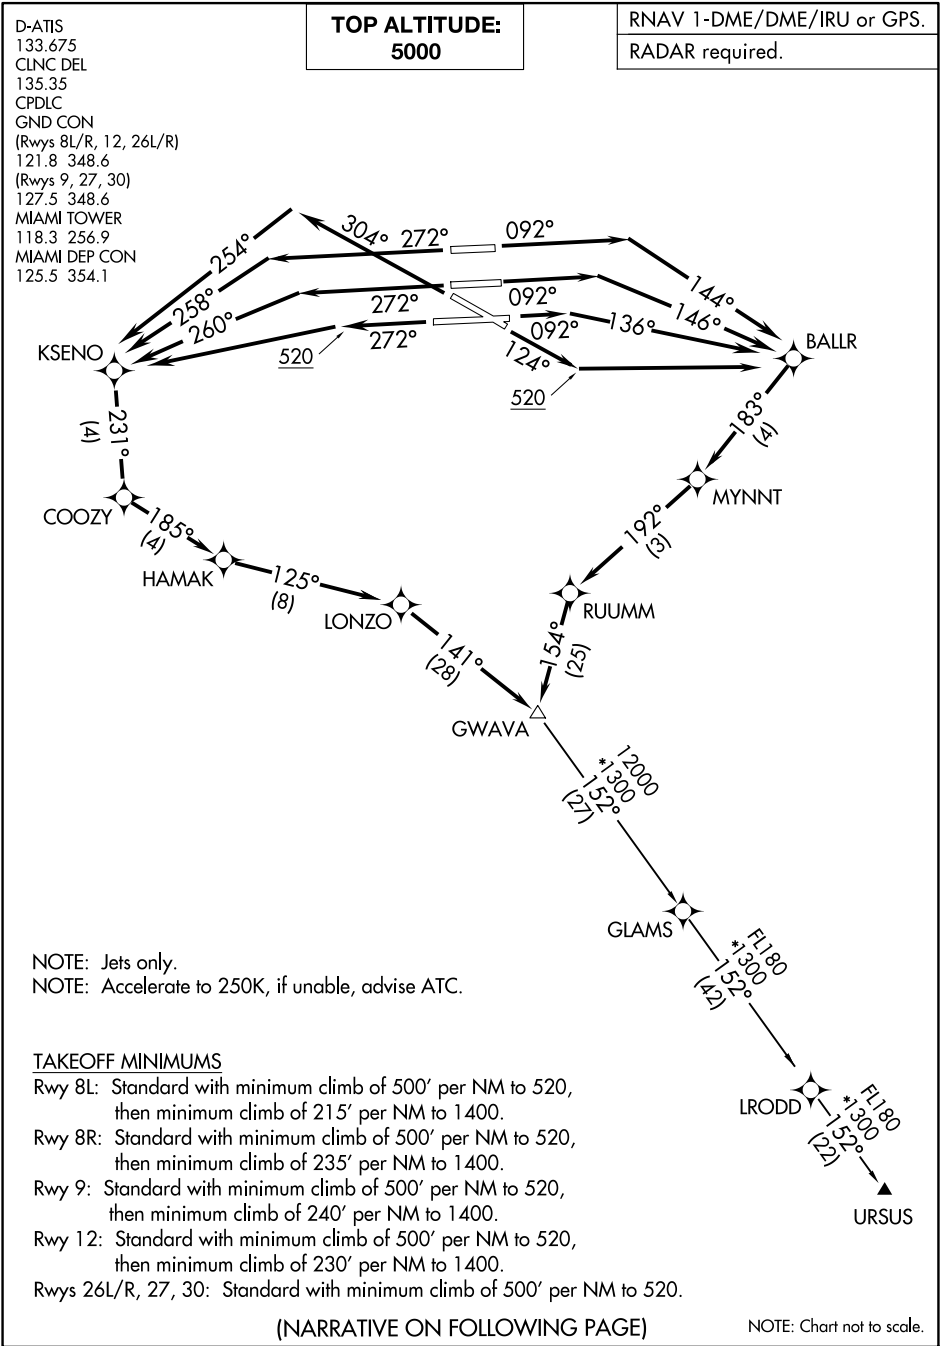 D-ATIS
133.675
CLNC DEL
135.35
CPDLC
GND CON
(Rwys 8L/R, 12, 26L/R)
121.8 348.6
(Rwys 9, 27, 30)
127.5 348.6
MIAMI TOWER
118.3 256.9
MIAMI DEP CON
125.5 354.1
TOP ALTITUDE:
5000
RNAV 1-DME/DME/IRU or GPS.
RADAR required.
304°
272°
092°
254°
258°
260°
272°
092°
144°
146°
136°
272°
092°
124°
520
520
KSENO
BALLR
231°
(4)
183°
(4)
COOZY
MYNNT
185°
(4)
192°
(3)
HAMAK
125°
(8)
LONZO
RUUMM
141°
(28)
154°
(25)
GWAVA
12000
*1300
152°
(27)
GLAMS
FL180
*1300
152°
(42)
LRODD
FL180
*1300
152°
(22)
URSUS
NOTE: Jets only.
NOTE: Accelerate to 250K, if unable, advise ATC.
TAKEOFF MINIMUMS
Rwy 8L: Standard with minimum climb of 500' per NM to 520,
then minimum climb of 215' per NM to 1400.
Rwy 8R: Standard with minimum climb of 500' per NM to 520,
then minimum climb of 235' per NM to 1400.
Rwy 9: Standard with minimum climb of 500' per NM to 520,
then minimum climb of 240' per NM to 1400.
Rwy 12: Standard with minimum climb of 500' per NM to 520,
then minimum climb of 230' per NM to 1400.
Rwys 26L/R, 27, 30: Standard with minimum climb of 500' per NM to 520.
(NARRATIVE ON FOLLOWING PAGE)
NOTE: Chart not to scale.